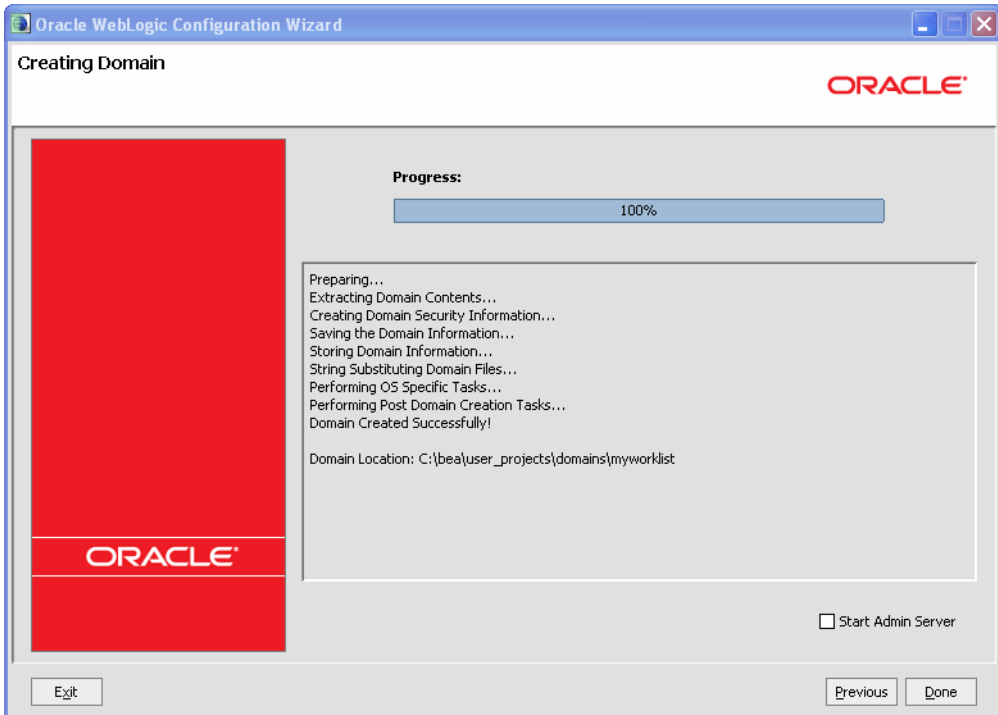 Oracle WebLogic Configuration Wizard
Creating Domain
ORACLE®
Progress:
100%
Preparing...
Extracting Domain Contents...
Creating Domain Security Information...
Saving the Domain Information...
Storing Domain Information...
String Substituting Domain Files...
Performing OS Specific Tasks...
Performing Post Domain Creation Tasks...
Domain Created Successfully!
Domain Location: C:\bea\user_projects\domains\myworklist
ORACLE®
Start Admin Server
Exit
Previous
Done